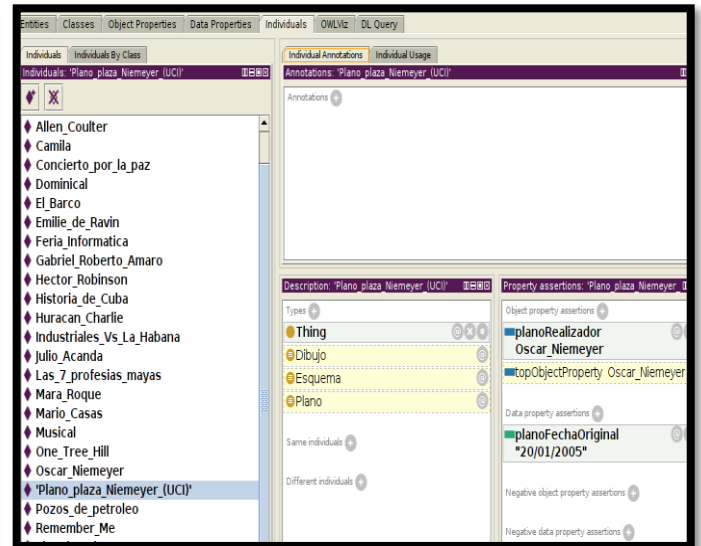 Entities Classes Object Properties Data Properties Individuals OWLViz DL Query
Individuals Individuals By Class
Individuals: 'Plano_plaza_Niemeyer_(UCI)'
Allen_Coulter
Camila
Concierto_por_la_paz
Dominical
El_Barco
Emilie_de_Ravin
Feria_Informatica
Gabriel_Roberto_Amaro
Hector_Robinson
Historia_de_Cuba
Huracan_Charlie
Industriales_Vs_La_Habana
Julio_Acanda
Las_7_profesias_mayas
Mara_Roque
Mario_Casas
Musical
One_Tree_Hill
Oscar_Niemeyer
'Plano_plaza_Niemeyer_(UCI)'
Pozos_de_petroleo
Remember_Me
Individual Annotations Individual Usage
Annotations: 'Plano_plaza_Niemeyer_(UCI)'
Annotations
Description: 'Plano_plaza_Niemeyer_(UCI)'
Types
Thing
Dibujo
Esquema
Plano
Same individuals
Different individuals
Property assertions: 'Plano_plaza_Niemeyer_
Object property assertions
planoRealizador
Oscar_Niemeyer
topObjectProperty Oscar_Niemeyer
Data property assertions
planoFechaOriginal
"20/01/2005"
Negative object property assertions
Negative data property assertions